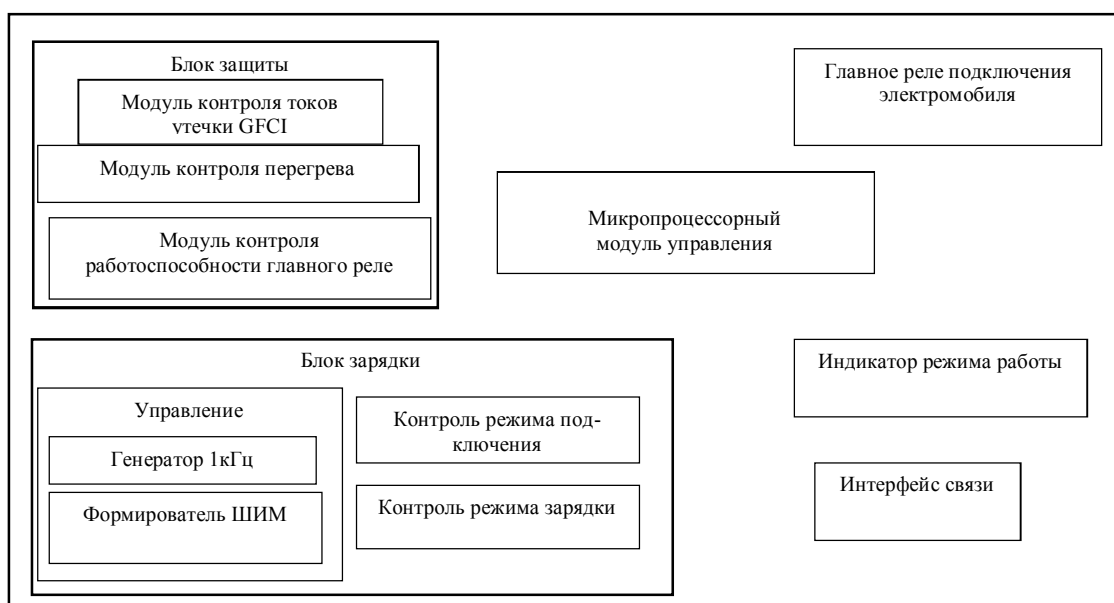 Блок защиты
Модуль контроля токов
утечки GFCI
Модуль контроля перегрева
Модуль контроля
работоспособности главного реле
Главное реле подключения
электромобиля
Микропроцессорный
модуль управления
Блок зарядки
Управление
Генератор 1кГц
Формирователь ШИМ
Контроль режима под-
ключения
Контроль режима зарядки
Индикатор режима работы
Интерфейс связи